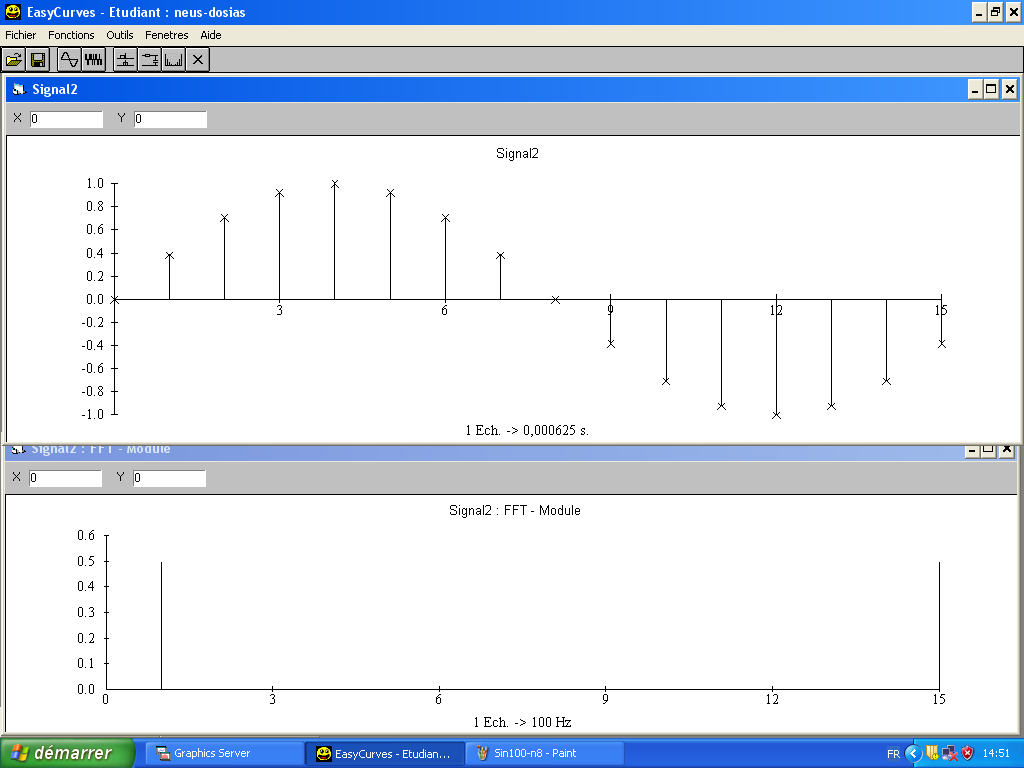 EasyCurves - Etudiant : neus-dosias
Fichier Fonctions Outils Fenetres Aide
Signal2
X 0 Y 0
Signal2
1.0
0.8
0.6
0.4
0.2
0.0
-0.2
-0.4
-0.6
-0.8
-1.0
3 6 9 12 15
1 Ech. -> 0,000625 s.
Signal2 : FFT - Module
X 0 Y 0
Signal2 : FFT - Module
0.6
0.5
0.4
0.3
0.2
0.1
0.0
0 3 6 9 12 15
1 Ech. -> 100 Hz
démarrer Graphics Server EasyCurves - Etudian... Sin100-n8 - Paint FR 14:51